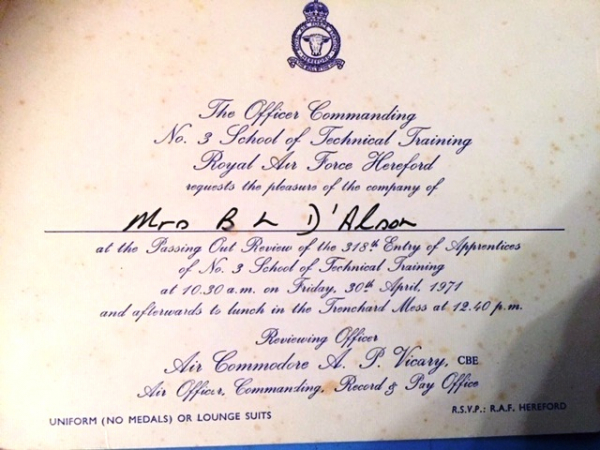 HEREFORD
The Officer Commanding
No. 3 School of Technical Training
Royal Air Force Hereford
requests the pleasure of the company of
Mrs B L D'Alson
at the Passing Out Review of the 318th Entry of Apprentices
of No. 3 School of Technical Training
at 10.30 a.m. on Friday, 30th April, 1971
and afterwards to lunch in the Trenchard Mess at 12.40 p.m.
Reviewing Officer
Air Commodore A. P. Vicary, CBE
Air Officer, Commanding, Record & Pay Office
UNIFORM (NO MEDALS) OR LOUNGE SUITS
R.S.V.P.: R.A.F. HEREFORD